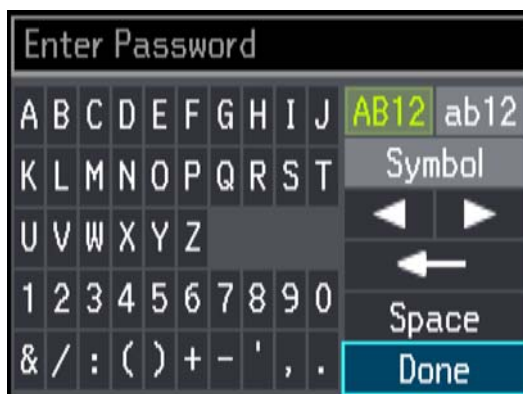 Enter Password
A B C D E F G H I J AB12 ab12
K L M N O P Q R S T Symbol
U V W X Y Z
1 2 3 4 5 6 7 8 9 0 Space
& / : ( ) + - ' , . Done